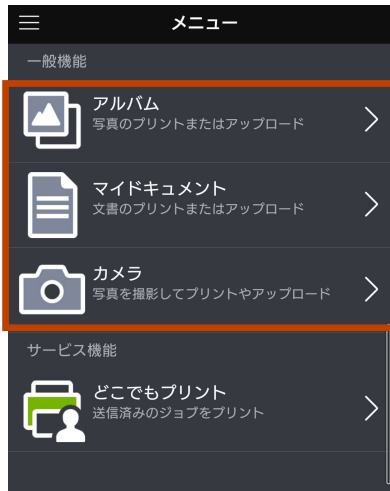 メニュー
一般機能
アルバム
写真のプリントまたはアップロード
マイドキュメント
文書のプリントまたはアップロード
カメラ
写真を撮影してプリントやアップロード
サービス機能
どこでもプリント
送信済みのジョブをプリント